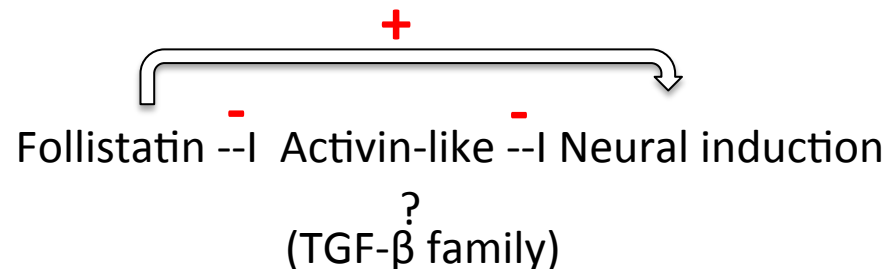 +
- -
Follistatin --I Activin-like --I Neural induction
?
(TGF-β family)